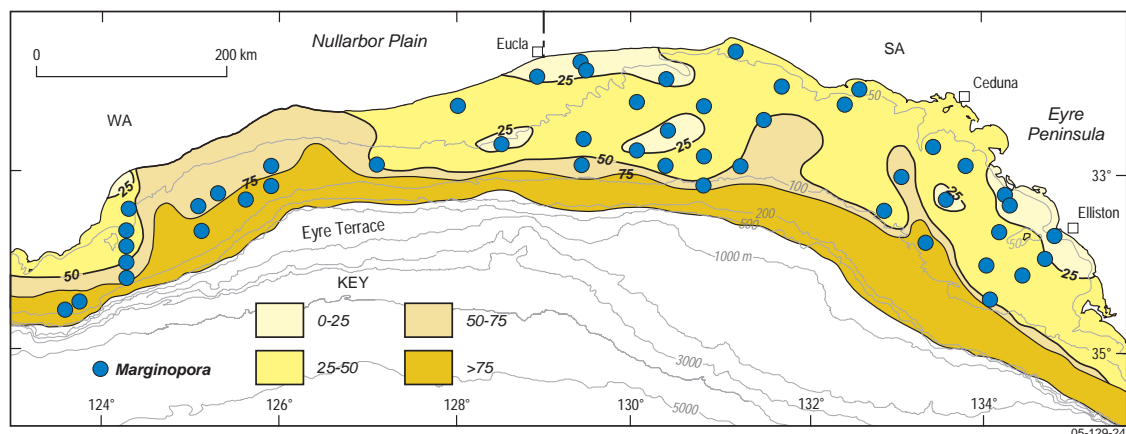 0
200 km
Nullarbor Plain
Eucla
SA
WA
Ceduna
Eyre
Peninsula
25
50
25
25
25
50
75
75
33°
100
25
Elliston
200
500
50
Eyre Terrace
1000 m
50
25
KEY
0-25
50-75
25-50
>75
Marginopora
3000
5000
35°
124°
126°
128°
130°
132°
134°
05-129-24